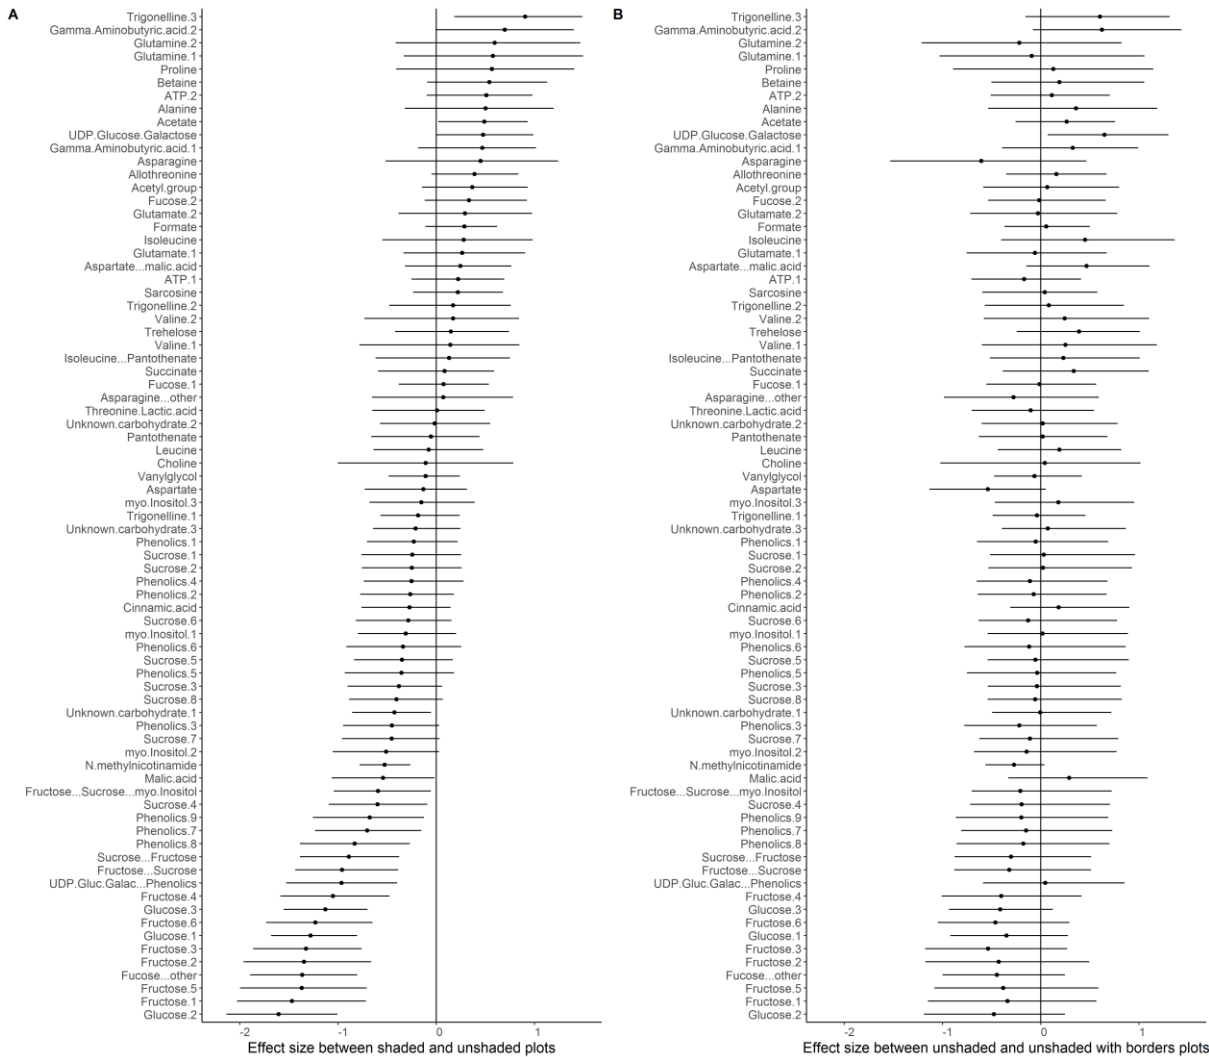 A
Trigonelline.3
Gamma.Aminobutyric.acid.2
Glutamine.2
Glutamine.1
Proline
Betaine
ATP.2
Alanine
Acetate
UDP.Glucose.Galactose
Gamma.Aminobutyric.acid.1
Asparagine
Allothreonine
Acetyl.group
Fucose.2
Glutamate.2
Formate
Isoleucine
Glutamate.1
Aspartate...malic.acid
ATP.1
Sarcosine
Trigonelline.2
Valine.2
Trehelose
Valine.1
Isoleucine...Pantothenate
Succinate
Fucose.1
Asparagine...other
Threonine.Lactic.acid
Unknown.carbohydrate.2
Pantothenate
Leucine
Choline
Vanylglycol
Aspartate
myo.Inositol.3
Trigonelline.1
Unknown.carbohydrate.3
Phenolics.1
Sucrose.1
Sucrose.2
Phenolics.4
Phenolics.2
Cinnamic.acid
Sucrose.6
myo.Inositol.1
Phenolics.6
Sucrose.5
Phenolics.5
Sucrose.3
Sucrose.8
Unknown.carbohydrate.1
Phenolics.3
Sucrose.7
myo.Inositol.2
N.methylnicotinamide
Malic.acid
Fructose...Sucrose...myo.Inositol
Sucrose.4
Phenolics.9
Phenolics.7
Phenolics.8
Sucrose...Fructose
Fructose...Sucrose
UDP.Gluc.Galac...Phenolics
Fructose.4
Glucose.3
Fructose.6
Glucose.1
Fructose.3
Fructose.2
Fucose...other
Fructose.5
Fructose.1
Glucose.2
-2 -1 0 1
Effect size between shaded and unshaded plots
B
Trigonelline.3
Gamma.Aminobutyric.acid.2
Glutamine.2
Glutamine.1
Proline
Betaine
ATP.2
Alanine
Acetate
UDP.Glucose.Galactose
Gamma.Aminobutyric.acid.1
Asparagine
Allothreonine
Acetyl.group
Fucose.2
Glutamate.2
Formate
Isoleucine
Glutamate.1
Aspartate...malic.acid
ATP.1
Sarcosine
Trigonelline.2
Valine.2
Trehelose
Valine.1
Isoleucine...Pantothenate
Succinate
Fucose.1
Asparagine...other
Threonine.Lactic.acid
Unknown.carbohydrate.2
Pantothenate
Leucine
Choline
Vanylglycol
Aspartate
myo.Inositol.3
Trigonelline.1
Unknown.carbohydrate.3
Phenolics.1
Sucrose.1
Sucrose.2
Phenolics.4
Phenolics.2
Cinnamic.acid
Sucrose.6
myo.Inositol.1
Phenolics.6
Sucrose.5
Phenolics.5
Sucrose.3
Sucrose.8
Unknown.carbohydrate.1
Phenolics.3
Sucrose.7
myo.Inositol.2
N.methylnicotinamide
Malic.acid
Fructose...Sucrose...myo.Inositol
Sucrose.4
Phenolics.9
Phenolics.7
Phenolics.8
Sucrose...Fructose
Fructose...Sucrose
UDP.Gluc.Galac...Phenolics
Fructose.4
Glucose.3
Fructose.6
Glucose.1
Fructose.3
Fructose.2
Fucose...other
Fructose.5
Fructose.1
Glucose.2
-2 -1 0 1
Effect size between unshaded and unshaded with borders plots